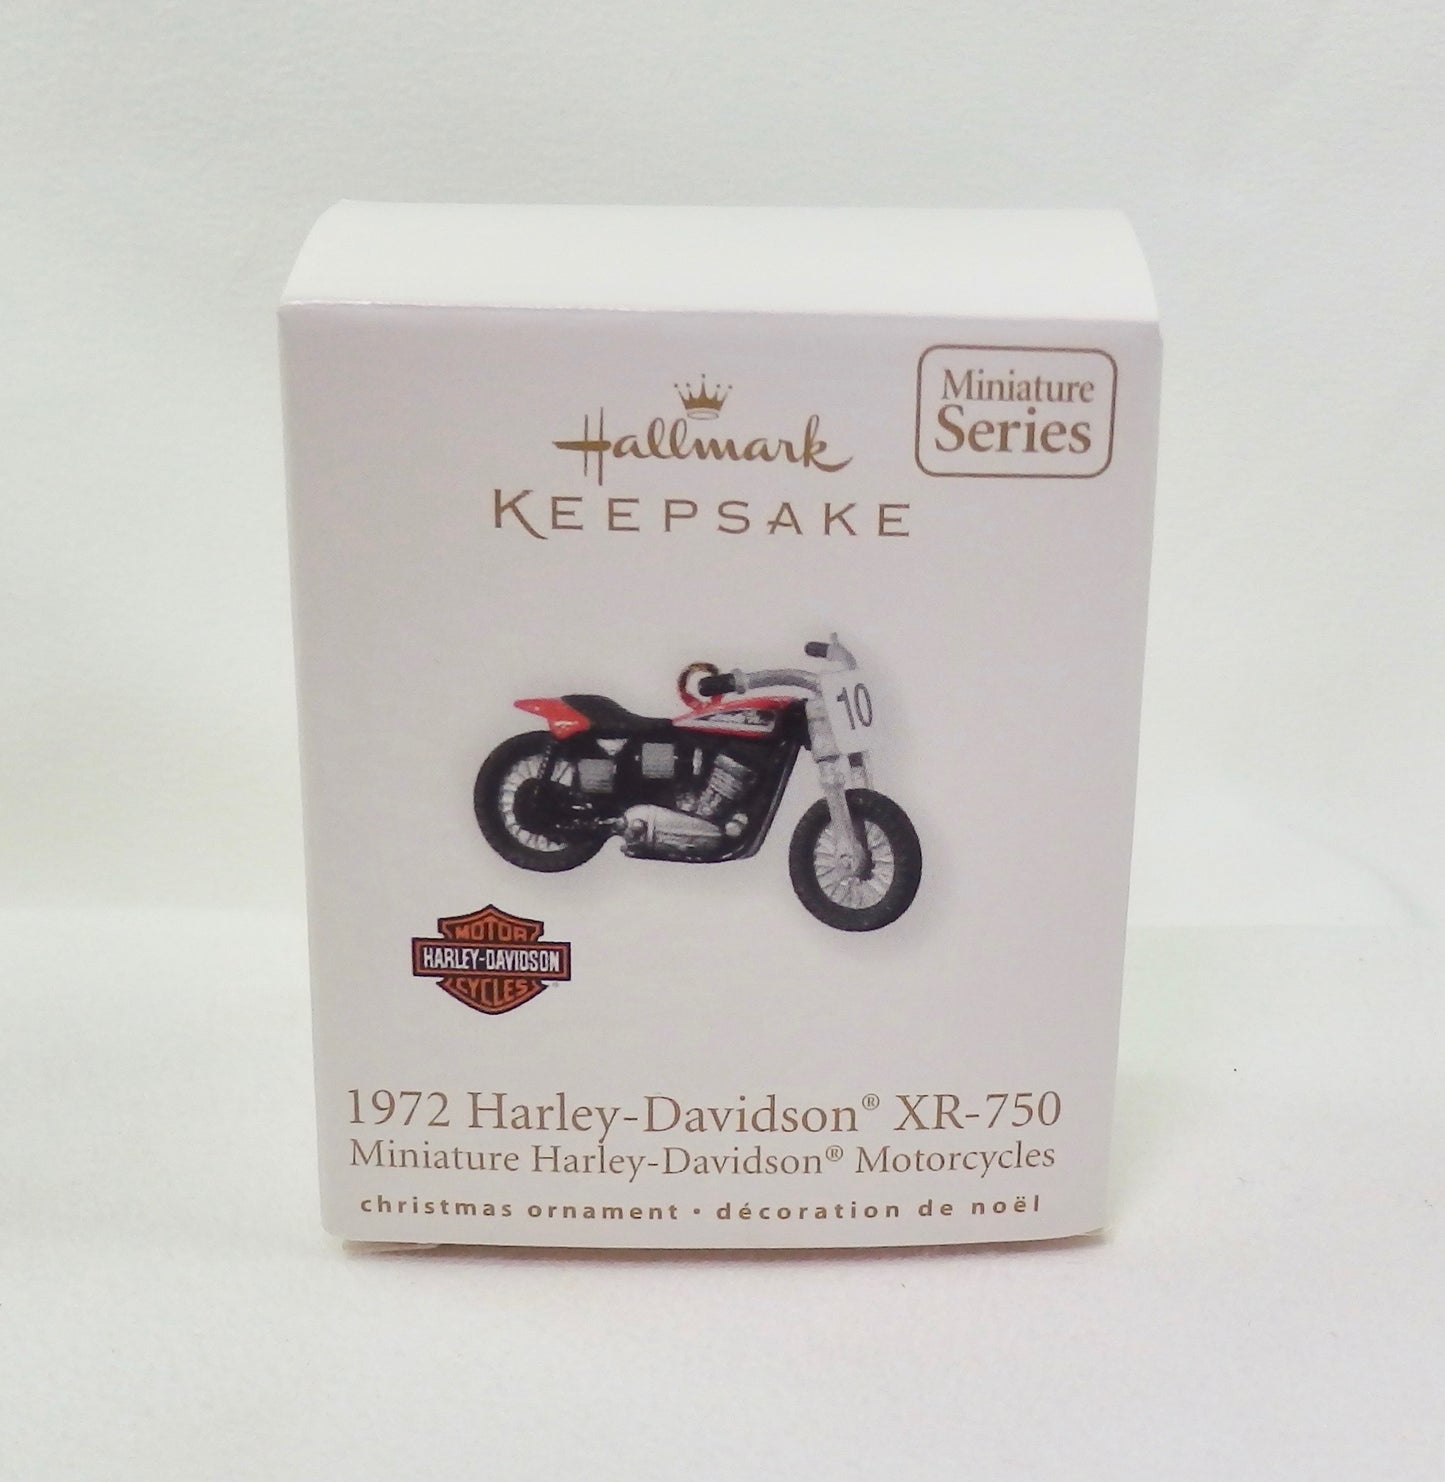 Hallmark
KEEPSAKE
Miniature
Series
10
MOTOR
HARLEY-DAVIDSON
CYCLES
1972 Harley-Davidson® XR-750
Miniature Harley-Davidson® Motorcycles
christmas ornament • décoration de noël